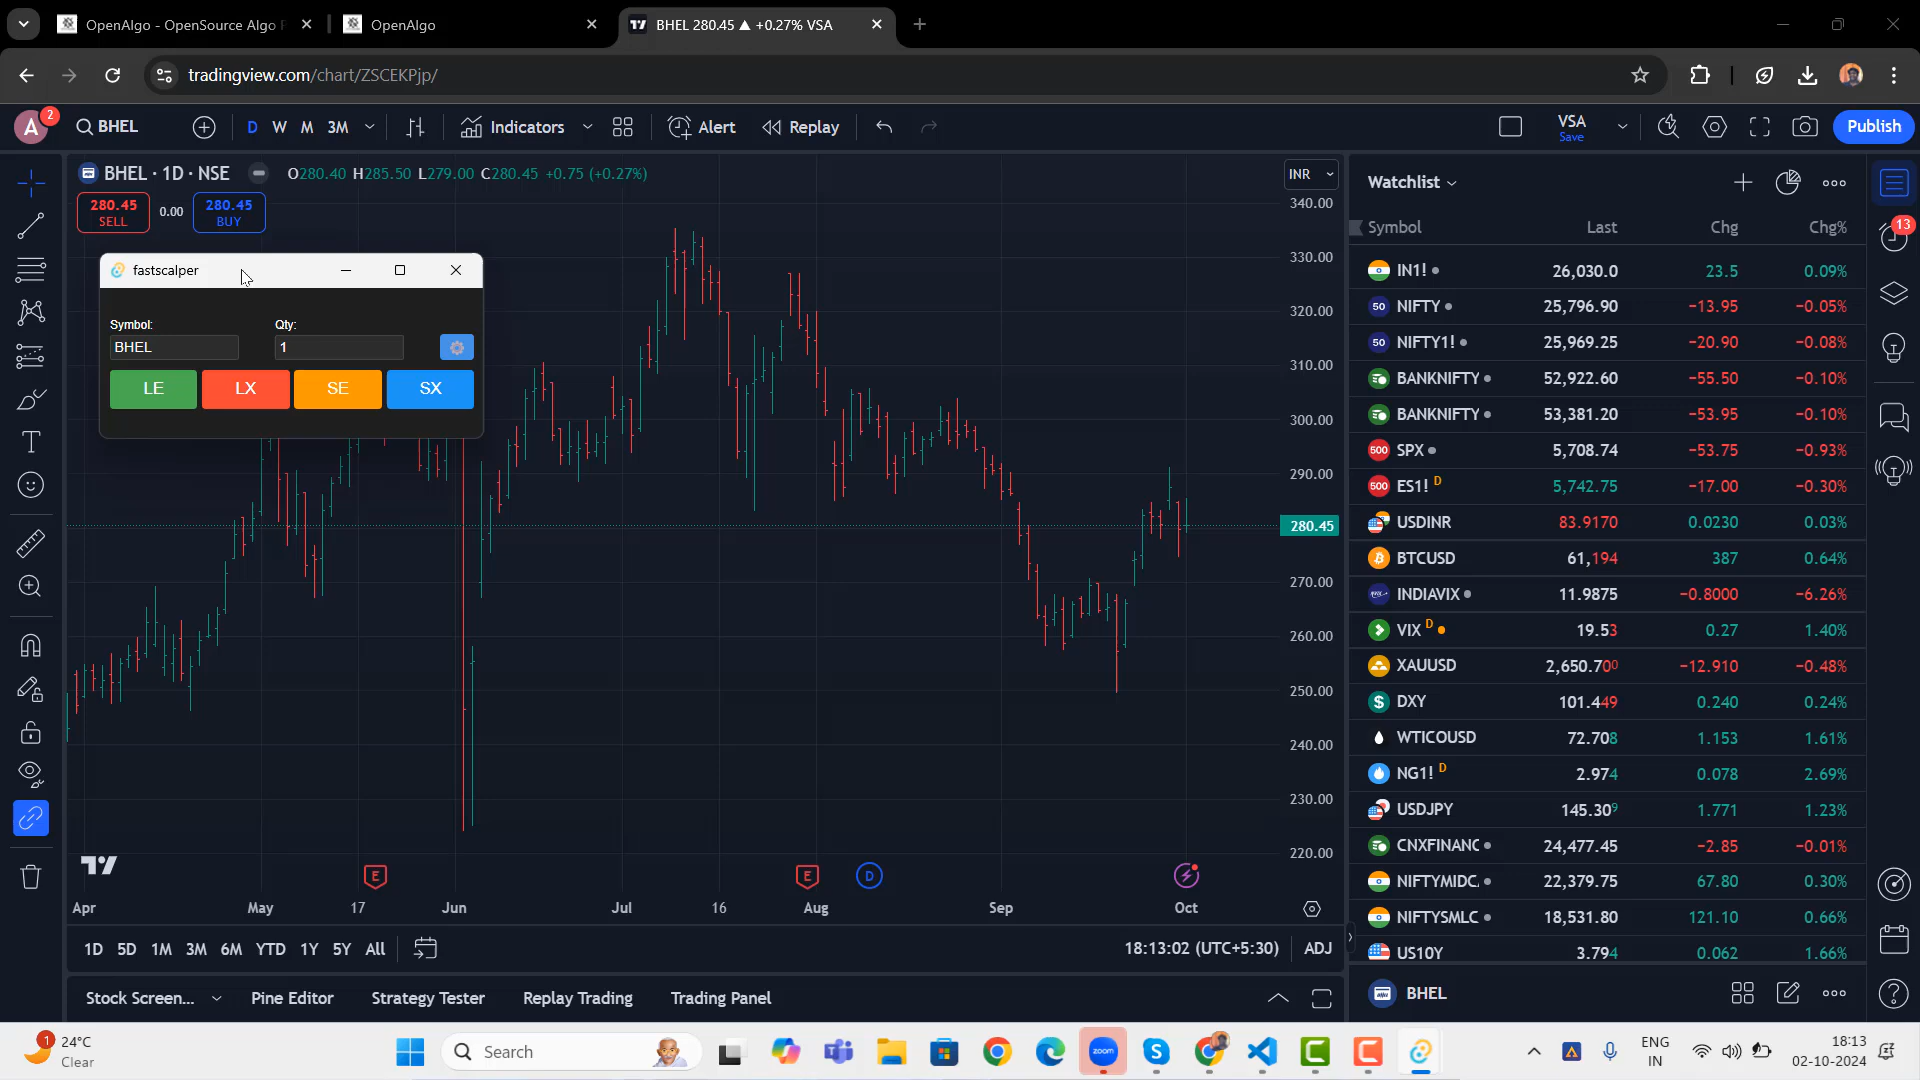 OpenAlgo - OpenSource Algo
OpenAlgo
BHEL 280.45 ▲ +0.27% VSA
tradingview.com/chart/ZSCEKPjp/
A 2
BHEL
D W M 3M
Indicators
Alert
Replay
VSA
Save
Publish
BHEL · 1D · NSE
O280.40 H285.50 L279.00 C280.45 +0.75 (+0.27%)
280.45
SELL
0.00
280.45
BUY
INR
fastscalper
Symbol:
Qty:
BHEL
1
LE LX SE SX
340.00
330.00
320.00
310.00
300.00
290.00
280.45
270.00
260.00
250.00
240.00
230.00
220.00
E E D
Apr May 17 Jun Jul 16 Aug Sep Oct
1D 5D 1M 3M 6M YTD 1Y 5Y All
18:13:02 (UTC+5:30) ADJ
Stock Screen... Pine Editor Strategy Tester Replay Trading Trading Panel
Watchlist
Symbol Last Chg Chg%
IN1! 26,030.0 23.5 0.09%
50 NIFTY 25,796.90 −13.95 −0.05%
50 NIFTY1! 25,969.25 −20.90 −0.08%
BANKNIFTY 52,922.60 −55.50 −0.10%
BANKNIFTY 53,381.20 −53.95 −0.10%
500 SPX 5,708.74 −53.75 −0.93%
500 ES1! D 5,742.75 −17.00 −0.30%
USDINR 83.9170 0.0230 0.03%
BTCUSD 61,194 387 0.64%
INDIAVIX 11.9875 −0.8000 −6.26%
VIX D 19.53 0.27 1.40%
XAUUSD 2,650.700 −12.910 −0.48%
DXY 101.449 0.240 0.24%
WTICOUSD 72.708 1.153 1.61%
NG1! D 2.974 0.078 2.69%
USDJPY 145.309 1.771 1.23%
CNXFINANC 24,477.45 −2.85 −0.01%
NIFTYMIDC. 22,379.75 67.80 0.30%
NIFTYSMLC 18,531.80 121.10 0.66%
US10Y 3.794 0.062 1.66%
BHEL
13
1
24°C
Clear
Search
zoom
ENG
IN
18:13
02-10-2024